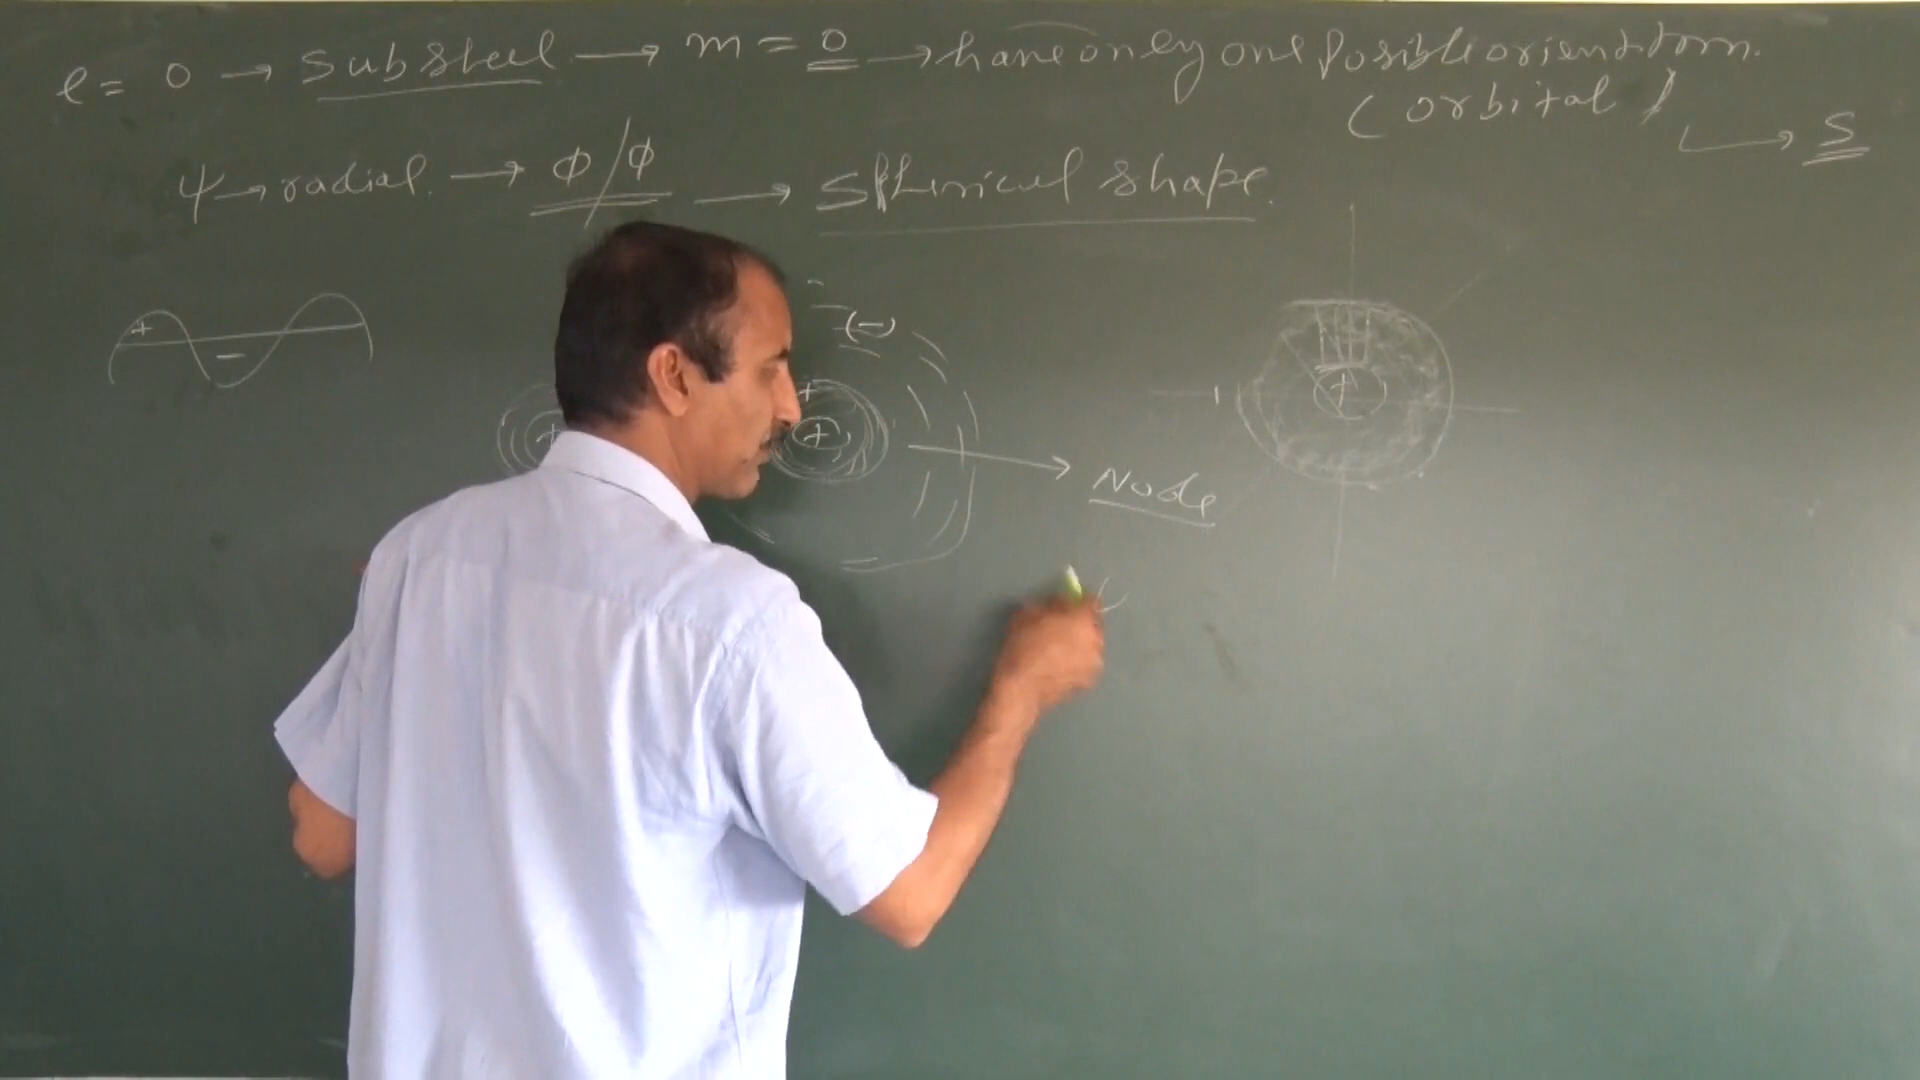 l = 0 → Subshell → m = 0 → have only one possible orientation.
(orbital) → S
ψ → radial. → Φ/Φ → Spherical shape.
+ -
(-)
+
+ (+) (+)
Node